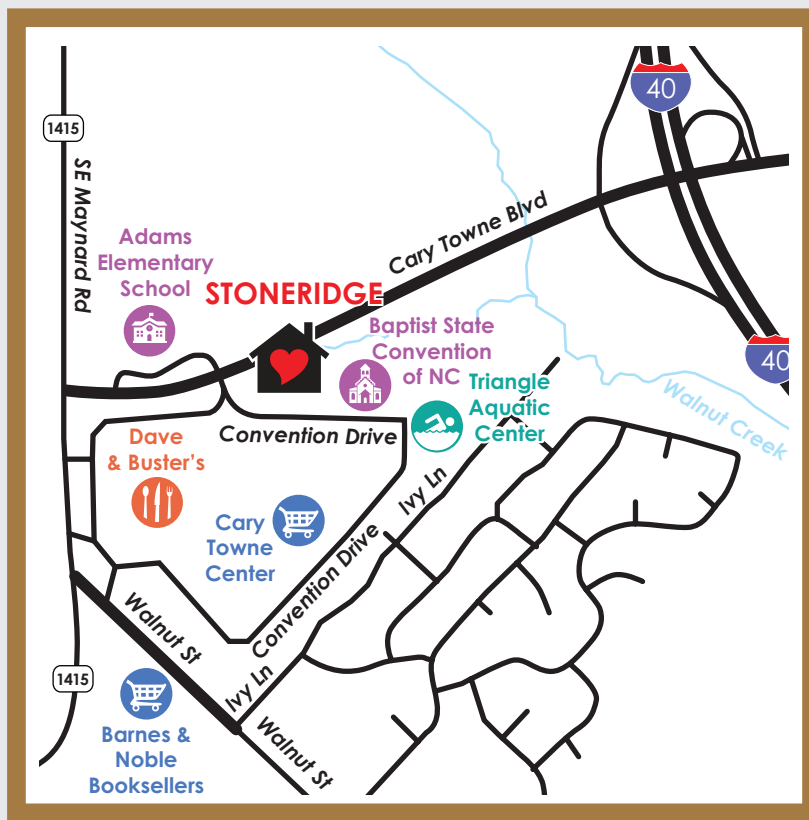 40
1415
SE Maynard Rd
Cary Towne Blvd
Adams
Elementary
School
STONERIDGE
Baptist State
Convention
of NC
40
Triangle
Aquatic
Center
Walnut Creek
Convention Drive
Dave
& Buster's
Ivy Ln
Cary
Towne
Center
Convention Drive
Walnut St
Ivy Ln
1415
Walnut St
Barnes &
Noble
Booksellers